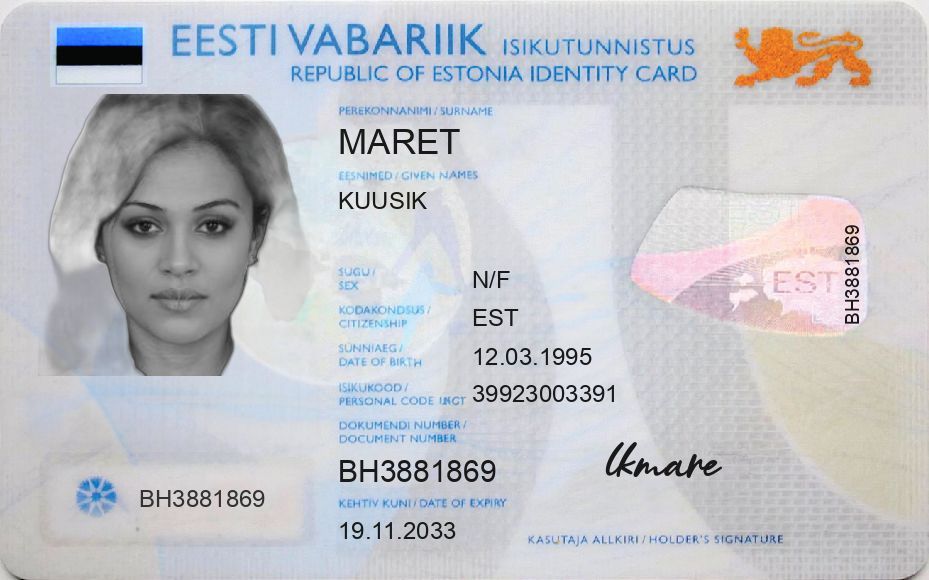 EESTI VABARIIK ISIKUTUNNISTUS
REPUBLIC OF ESTONIA IDENTITY CARD
PEREKONNANIMI / SURNAME
MARET
EESNIMED / GIVEN NAMES
KUUSIK
SUGU /
SEX
N/F
KODAKONDSUS /
CITIZENSHIP
EST
SÜNNIAEG /
DATE OF BIRTH
12.03.1995
ISIKUKOOD /
PERSONAL CODE
39923003391
DOKUMENDI NUMBER /
DOCUMENT NUMBER
BH3881869
KEHTIV KUNI / DATE OF EXPIRY
19.11.2033
BH3881869
EST
BH3881869
KASUTAJA ALLKIRI / HOLDER'S SIGNATURE